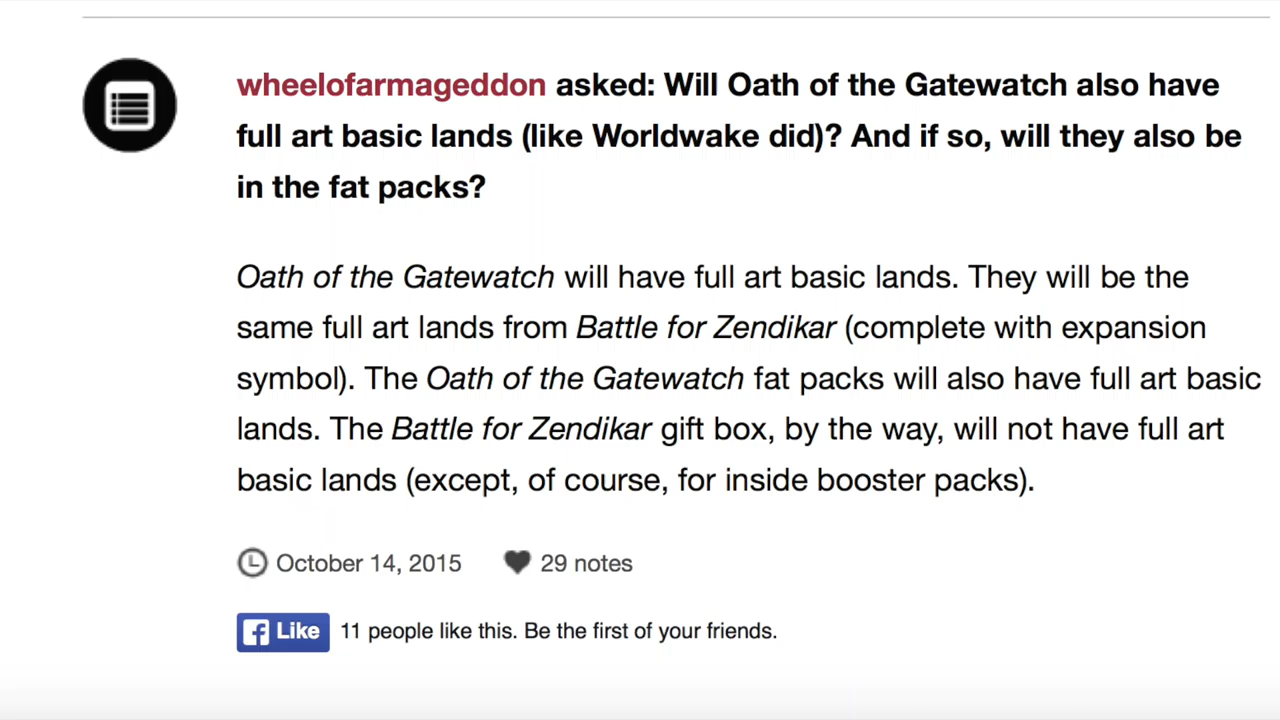 wheelofarmageddon asked: Will Oath of the Gatewatch also have
full art basic lands (like Worldwake did)? And if so, will they also be
in the fat packs?
Oath of the Gatewatch will have full art basic lands. They will be the
same full art lands from Battle for Zendikar (complete with expansion
symbol). The Oath of the Gatewatch fat packs will also have full art basic
lands. The Battle for Zendikar gift box, by the way, will not have full art
basic lands (except, of course, for inside booster packs).
October 14, 2015 29 notes
Like 11 people like this. Be the first of your friends.